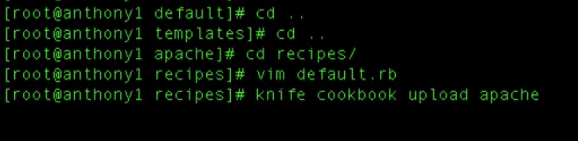 [root@anthony1 default]# cd ..
[root@anthony1 templates]# cd ..
[root@anthony1 apache]# cd recipes/
[root@anthony1 recipes]# vim default.rb
[root@anthony1 recipes]# knife cookbook upload apache